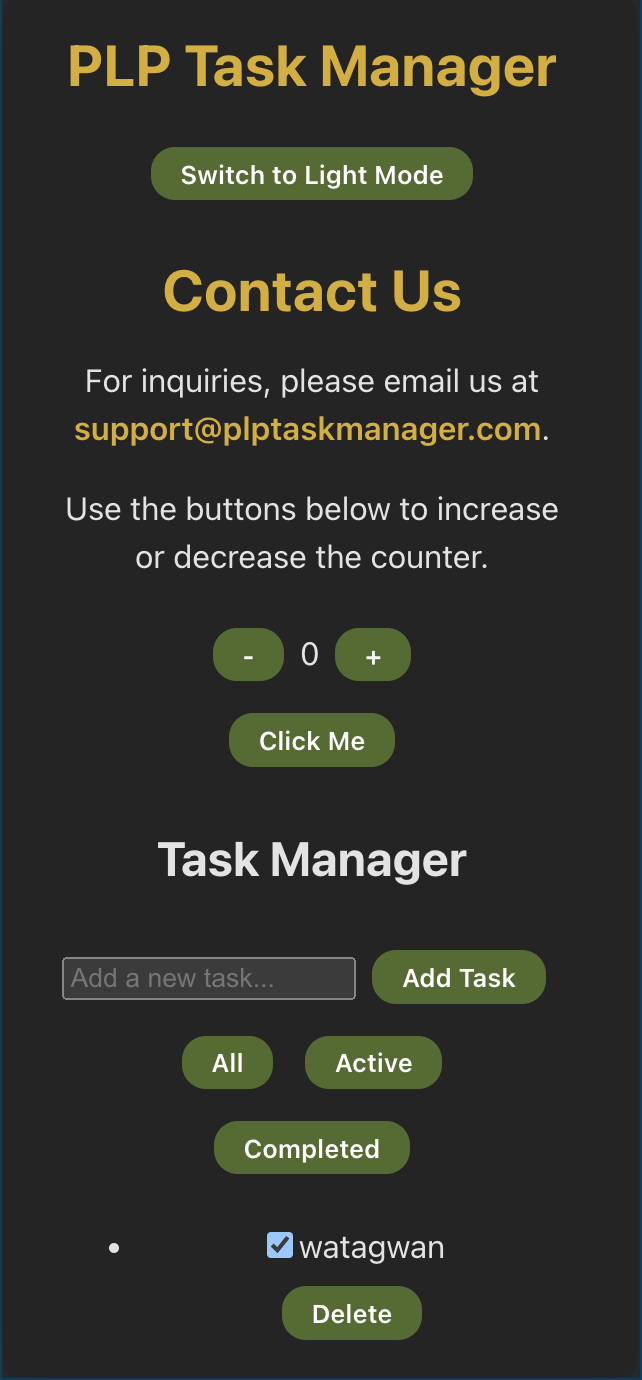 PLP Task Manager
Switch to Light Mode
Contact Us
For inquiries, please email us at
support@plptaskmanager.com.
Use the buttons below to increase
or decrease the counter.
- 0 +
Click Me
Task Manager
Add a new task... Add Task
All Active
Completed
watagwan
Delete